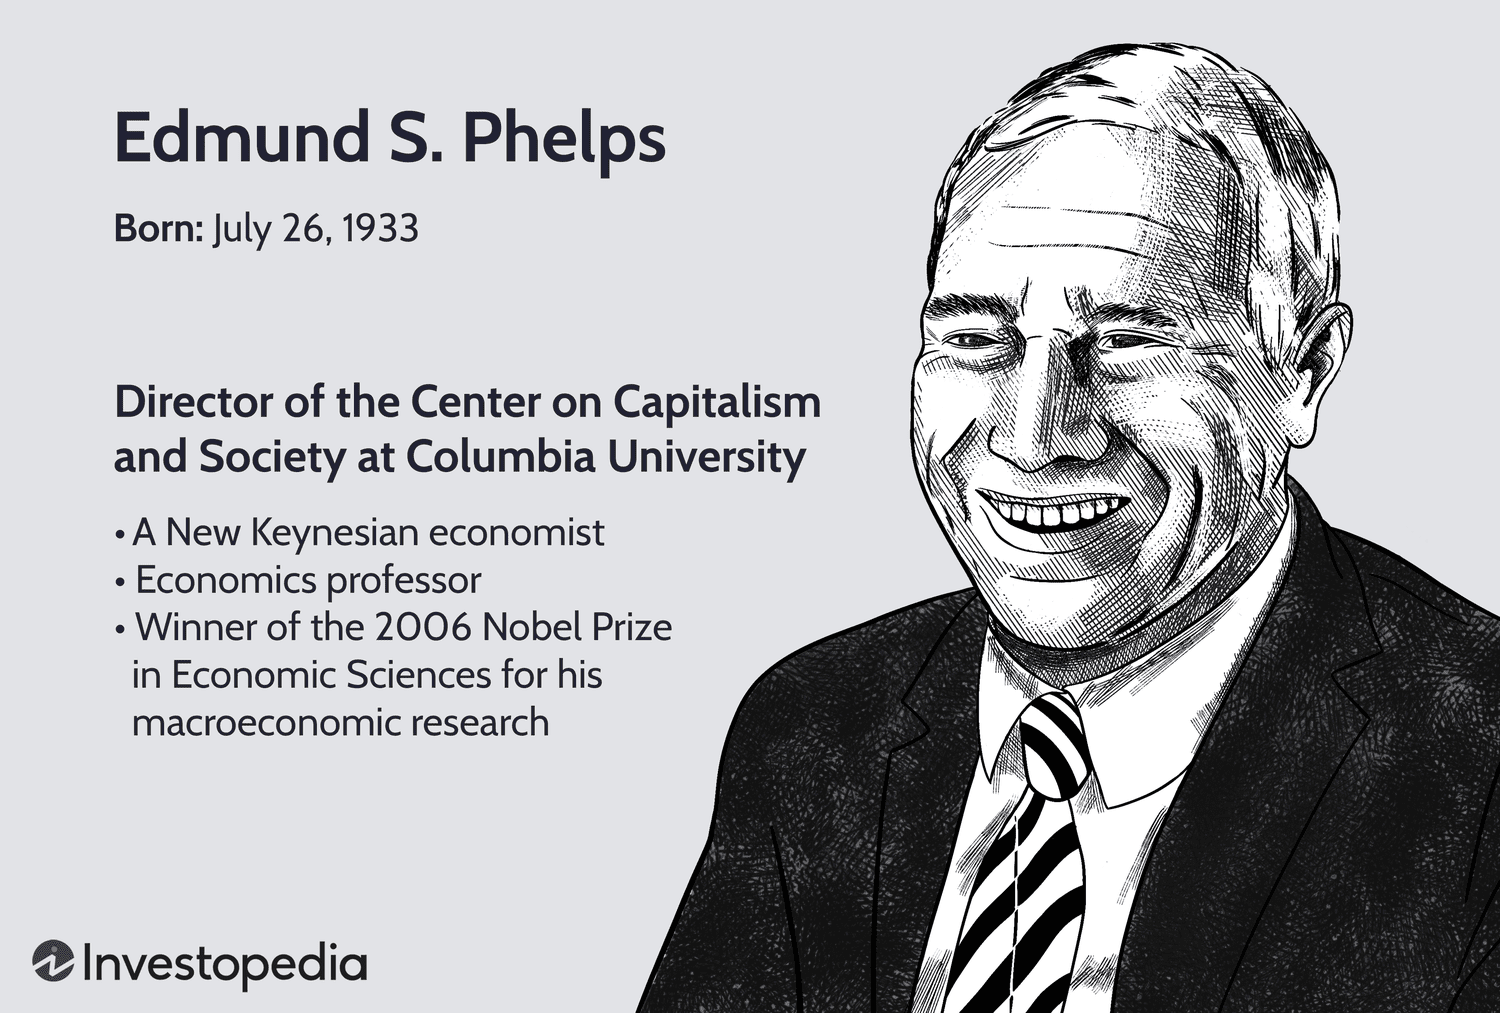 Edmund S. Phelps
Born: July 26, 1933
Director of the Center on Capitalism
and Society at Columbia University
• A New Keynesian economist
• Economics professor
• Winner of the 2006 Nobel Prize
in Economic Sciences for his
macroeconomic research
Investopedia